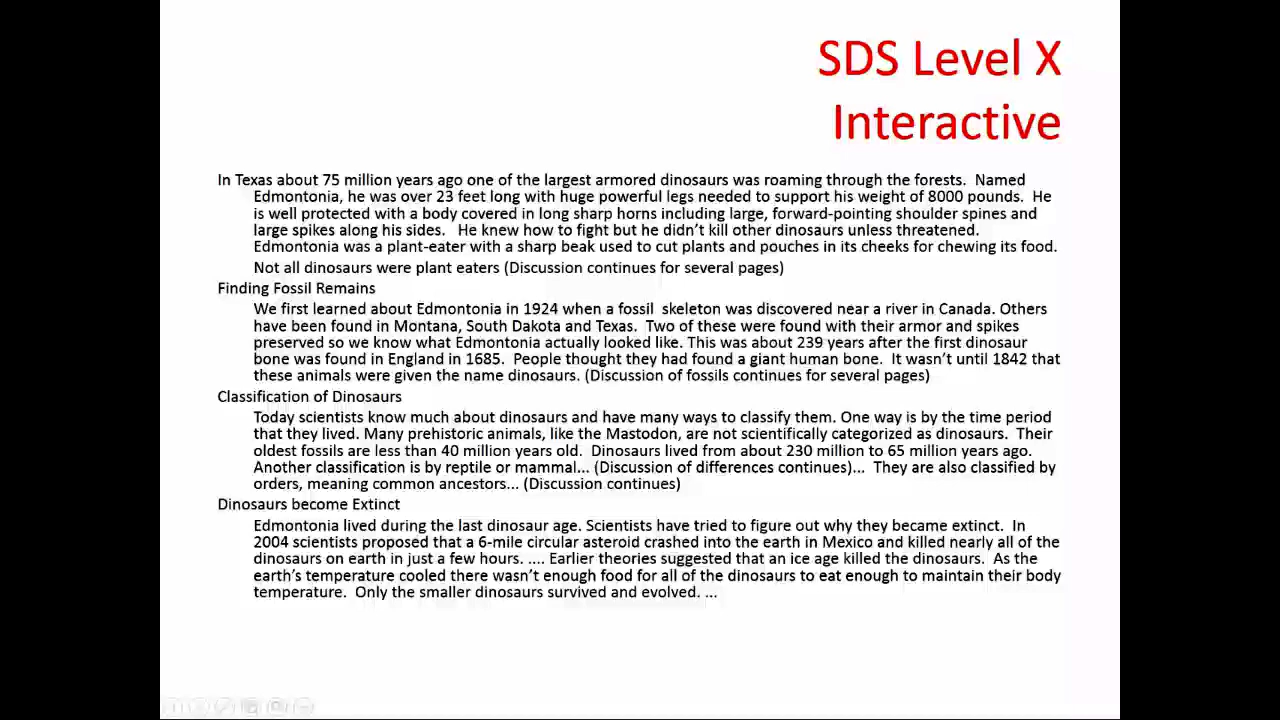 SDS Level X
Interactive
In Texas about 75 million years ago one of the largest armored dinosaurs was roaming through the forests.  Named
Edmontonia, he was over 23 feet long with huge powerful legs needed to support his weight of 8000 pounds.  He
is well protected with a body covered in long sharp horns including large, forward-pointing shoulder spines and
large spikes along his sides.   He knew how to fight but he didn't kill other dinosaurs unless threatened.
Edmontonia was a plant-eater with a sharp beak used to cut plants and pouches in its cheeks for chewing its food.
Not all dinosaurs were plant eaters (Discussion continues for several pages)
Finding Fossil Remains
We first learned about Edmontonia in 1924 when a fossil  skeleton was discovered near a river in Canada. Others
have been found in Montana, South Dakota and Texas.  Two of these were found with their armor and spikes
preserved so we know what Edmontonia actually looked like. This was about 239 years after the first dinosaur
bone was found in England in 1685.  People thought they had found a giant human bone.  It wasn't until 1842 that
these animals were given the name dinosaurs. (Discussion of fossils continues for several pages)
Classification of Dinosaurs
Today scientists know much about dinosaurs and have many ways to classify them. One way is by the time period
that they lived. Many prehistoric animals, like the Mastodon, are not scientifically categorized as dinosaurs.  Their
oldest fossils are less than 40 million years old.  Dinosaurs lived from about 230 million to 65 million years ago.
Another classification is by reptile or mammal... (Discussion of differences continues)...  They are also classified by
orders, meaning common ancestors... (Discussion continues)
Dinosaurs become Extinct
Edmontonia lived during the last dinosaur age. Scientists have tried to figure out why they became extinct.  In
2004 scientists proposed that a 6-mile circular asteroid crashed into the earth in Mexico and killed nearly all of the
dinosaurs on earth in just a few hours. .... Earlier theories suggested that an ice age killed the dinosaurs.  As the
earth's temperature cooled there wasn't enough food for all of the dinosaurs to eat enough to maintain their body
temperature.  Only the smaller dinosaurs survived and evolved. ...